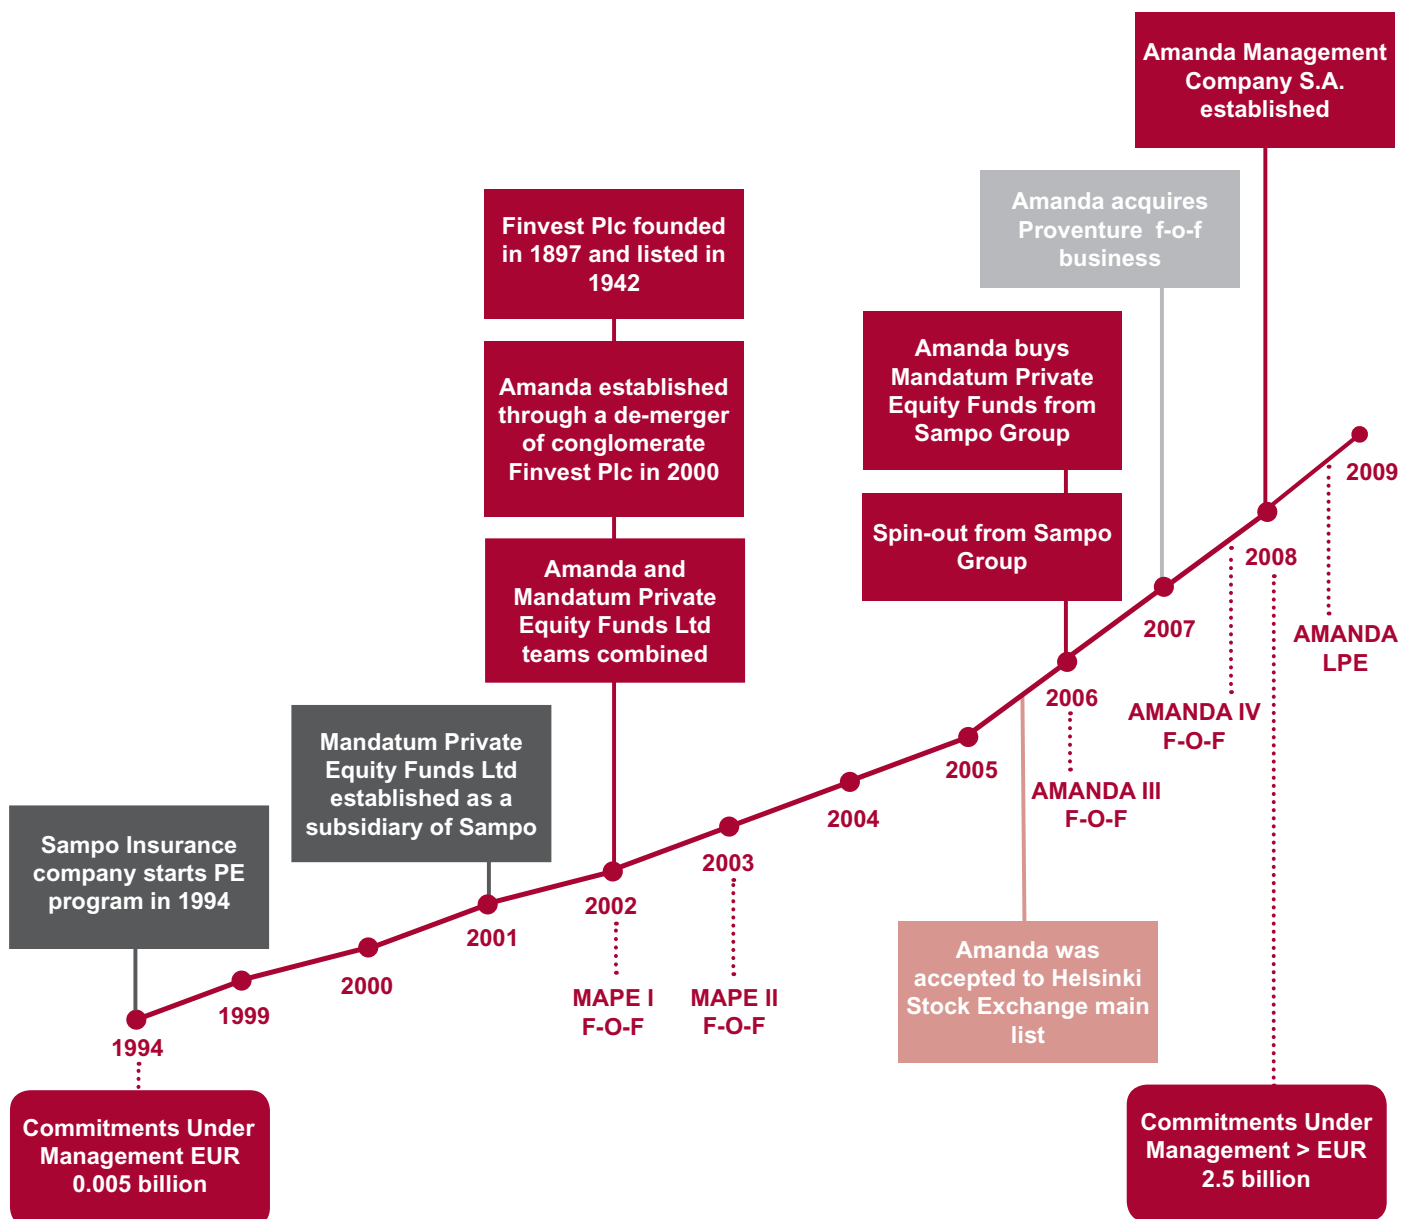 Amanda Management
Company S.A.
established
Amanda acquires
Proventure f-o-f
business
Finvest Plc founded
in 1897 and listed in
1942
Amanda buys
Mandatum Private
Equity Funds from
Sampo Group
Amanda established
through a de-merger
of conglomerate
Finvest Plc in 2000
Spin-out from Sampo
Group
Amanda and
Mandatum Private
Equity Funds Ltd
teams combined
Mandatum Private
Equity Funds Ltd
established as a
subsidiary of Sampo
Sampo Insurance
company starts PE
program in 1994
1994
1999
2000
2001
2002
2003
2004
2005
2006
2007
2008
2009
MAPE I
F-O-F
MAPE II
F-O-F
AMANDA III
F-O-F
AMANDA IV
F-O-F
AMANDA
LPE
Amanda was
accepted to Helsinki
Stock Exchange main
list
Commitments Under
Management EUR
0.005 billion
Commitments Under
Management > EUR
2.5 billion